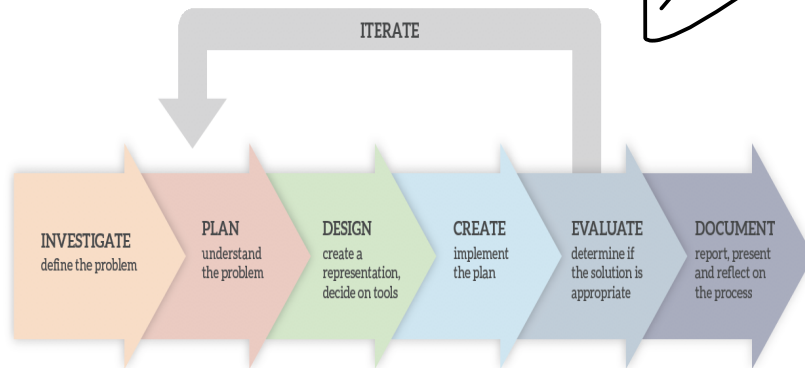 ITERATE
INVESTIGATE
define the problem
PLAN
understand
the problem
DESIGN
create a
representation,
decide on tools
CREATE
implement
the plan
EVALUATE
determine if
the solution is
appropriate
DOCUMENT
report, present
and reflect on
the process